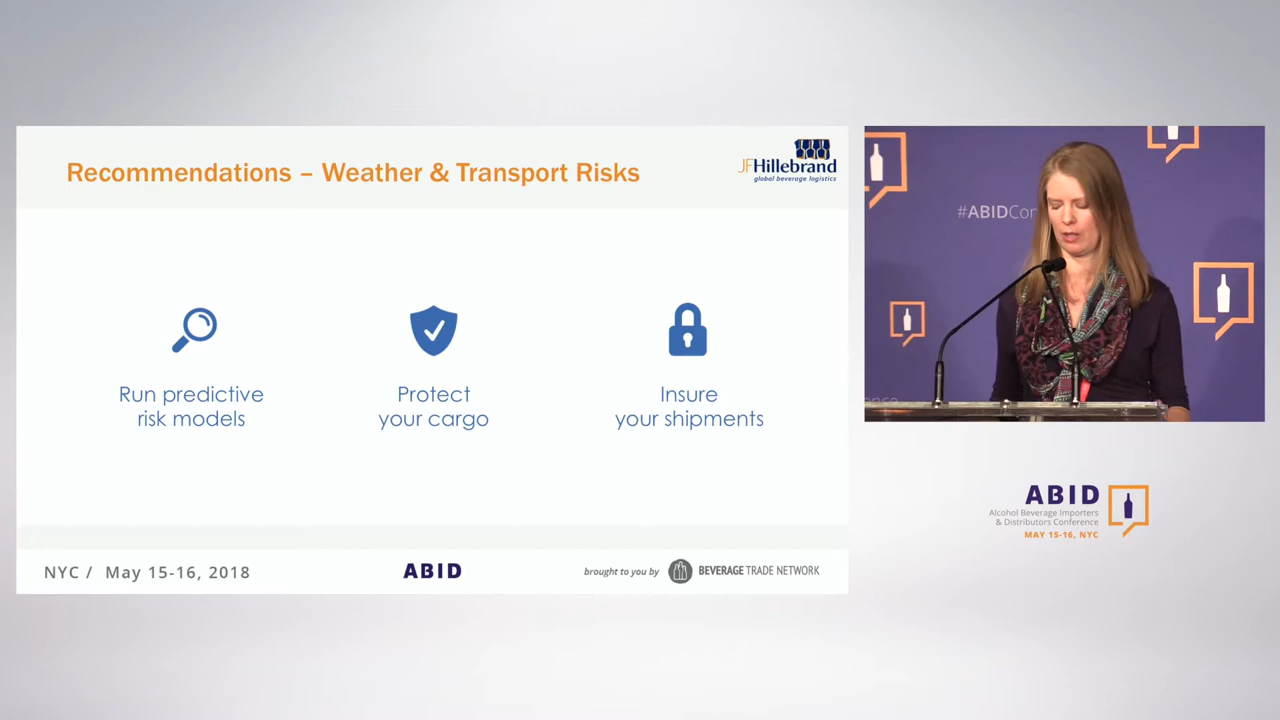 Recommendations – Weather & Transport Risks
JFHillebrand
global beverage logistics
Run predictive
risk models
Protect
your cargo
Insure
your shipments
NYC / May 15-16, 2018
ABID
brought to you by
BEVERAGE TRADE NETWORK
#ABIDCon
ence
ABID
Alcohol Beverage Importers
& Distributors Conference
MAY 15-16, NYC